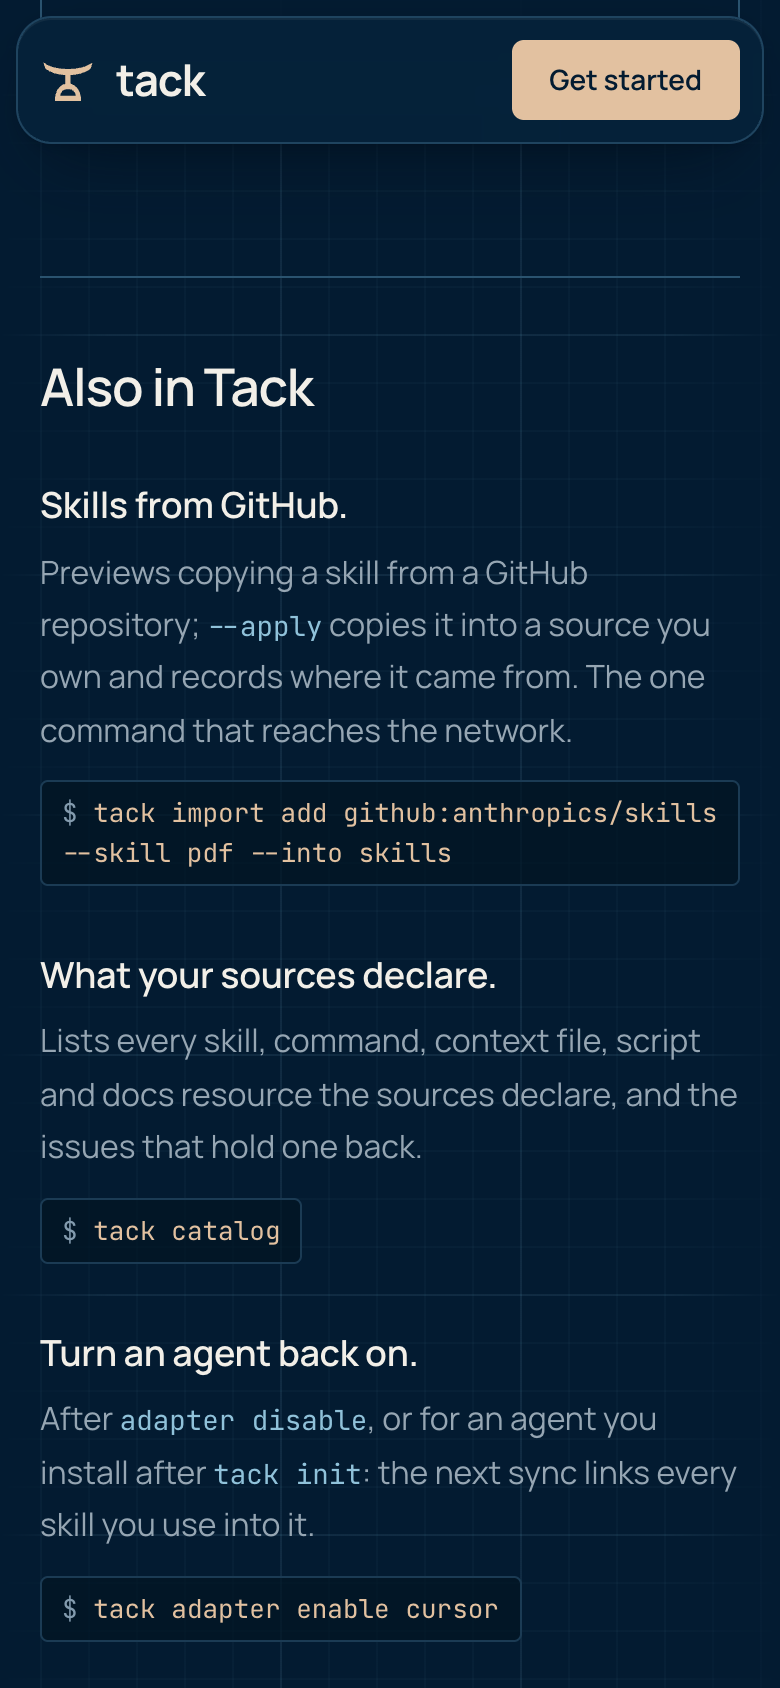 tack
Get started
Also in Tack
Skills from GitHub.
Previews copying a skill from a GitHub
repository; --apply copies it into a source you
own and records where it came from. The one
command that reaches the network.
$ tack import add github:anthropics/skills
--skill pdf --into skills
What your sources declare.
Lists every skill, command, context file, script
and docs resource the sources declare, and the
issues that hold one back.
$ tack catalog
Turn an agent back on.
After adapter disable, or for an agent you
install after tack init: the next sync links every
skill you use into it.
$ tack adapter enable cursor